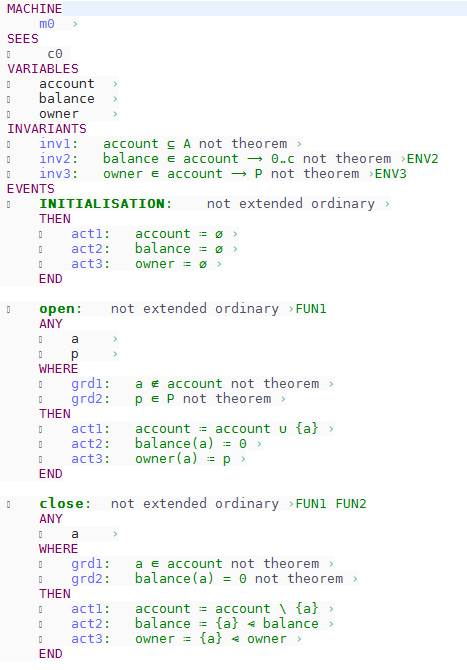 MACHINE
m0 ›
SEES
c0
VARIABLES
account ›
balance ›
owner ›
INVARIANTS
inv1: account ⊆ A not theorem ›
inv2: balance ∈ account → 0‥c not theorem ›ENV2
inv3: owner ∈ account → P not theorem ›ENV3
EVENTS
INITIALISATION: not extended ordinary ›
THEN
act1: account ≔ ∅ ›
act2: balance ≔ ∅ ›
act3: owner ≔ ∅ ›
END
open: not extended ordinary ›FUN1
ANY
a ›
p ›
WHERE
grd1: a ∉ account not theorem ›
grd2: p ∈ P not theorem ›
THEN
act1: account ≔ account ∪ {a} ›
act2: balance(a) ≔ 0 ›
act3: owner(a) ≔ p ›
END
close: not extended ordinary ›FUN1 FUN2
ANY
a ›
WHERE
grd1: a ∈ account not theorem ›
grd2: balance(a) = 0 not theorem ›
THEN
act1: account ≔ account ∖ {a} ›
act2: balance ≔ {a} ⩤ balance ›
act3: owner ≔ {a} ⩤ owner ›
END